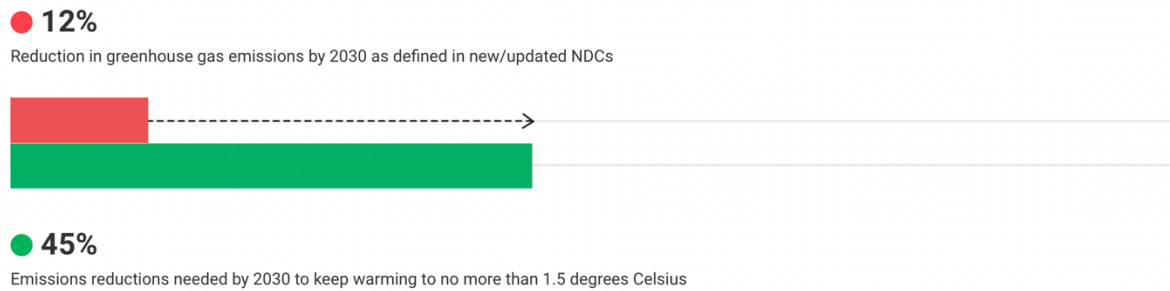 12%
Reduction in greenhouse gas emissions by 2030 as defined in new/updated NDCs
45%
Emissions reductions needed by 2030 to keep warming to no more than 1.5 degrees Celsius